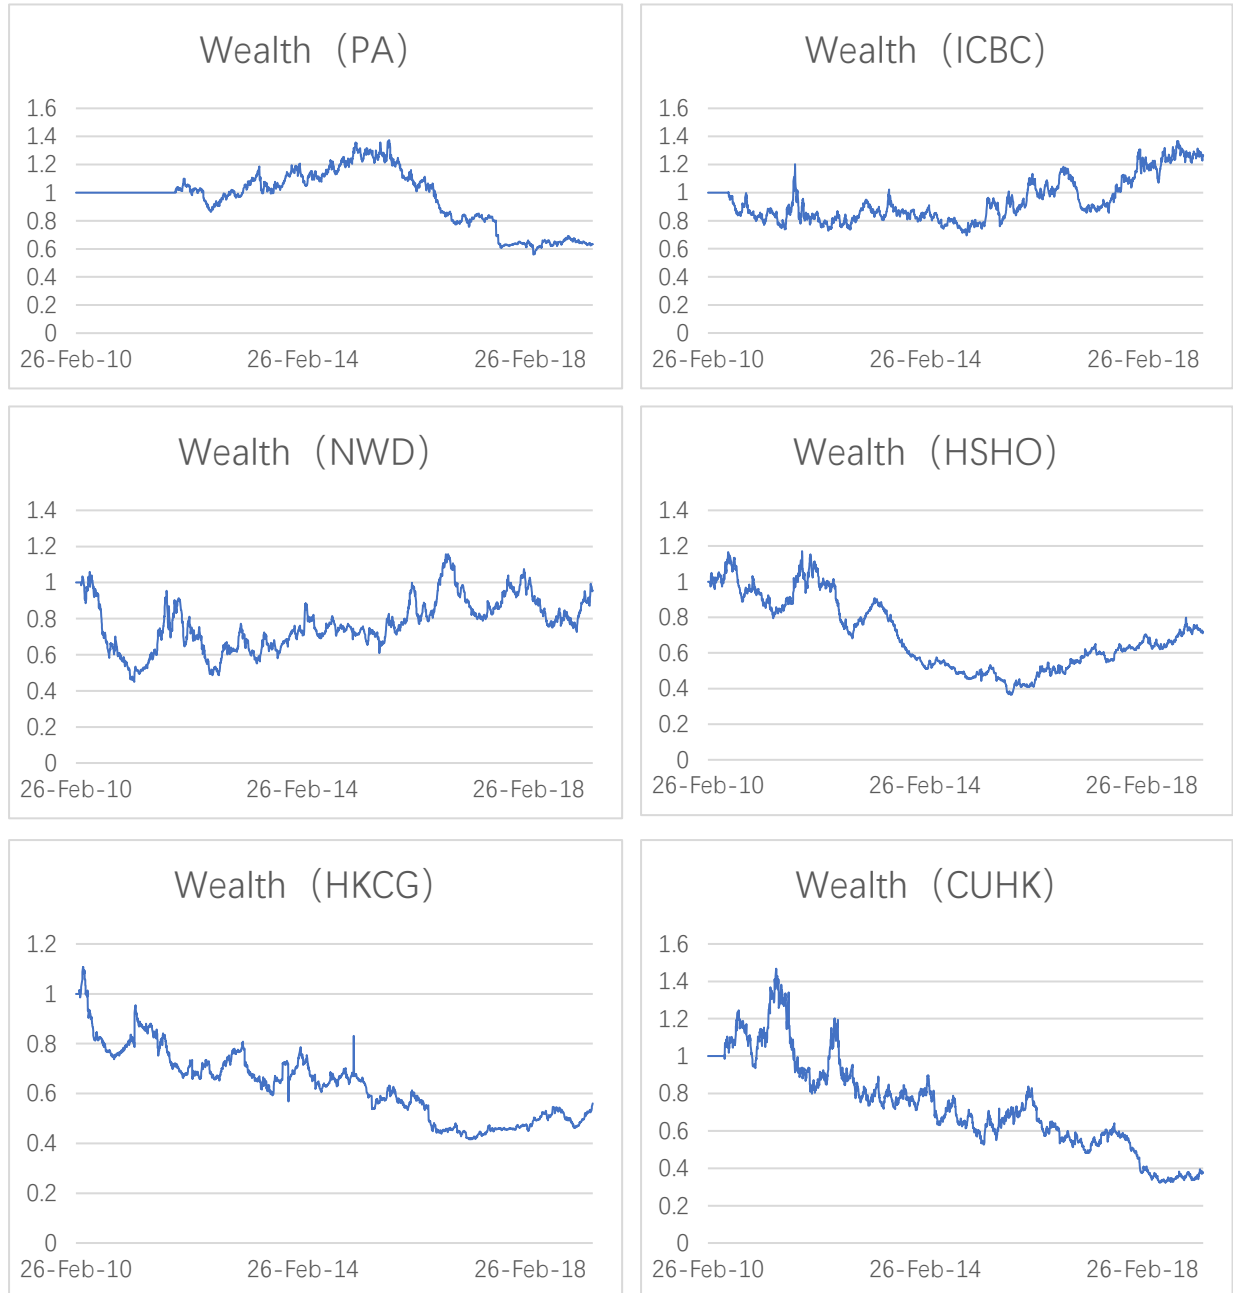 Wealth（PA）
1.6
1.4
1.2
1
0.8
0.6
0.4
0.2
0
26-Feb-10
26-Feb-14
26-Feb-18
Wealth（ICBC）
1.6
1.4
1.2
1
0.8
0.6
0.4
0.2
0
26-Feb-10
26-Feb-14
26-Feb-18
Wealth（NWD）
1.4
1.2
1
0.8
0.6
0.4
0.2
0
26-Feb-10
26-Feb-14
26-Feb-18
Wealth（HSHO）
1.4
1.2
1
0.8
0.6
0.4
0.2
0
26-Feb-10
26-Feb-14
26-Feb-18
Wealth（HKCG）
1.2
1
0.8
0.6
0.4
0.2
0
26-Feb-10
26-Feb-14
26-Feb-18
Wealth（CUHK）
1.6
1.4
1.2
1
0.8
0.6
0.4
0.2
0
26-Feb-10
26-Feb-14
26-Feb-18